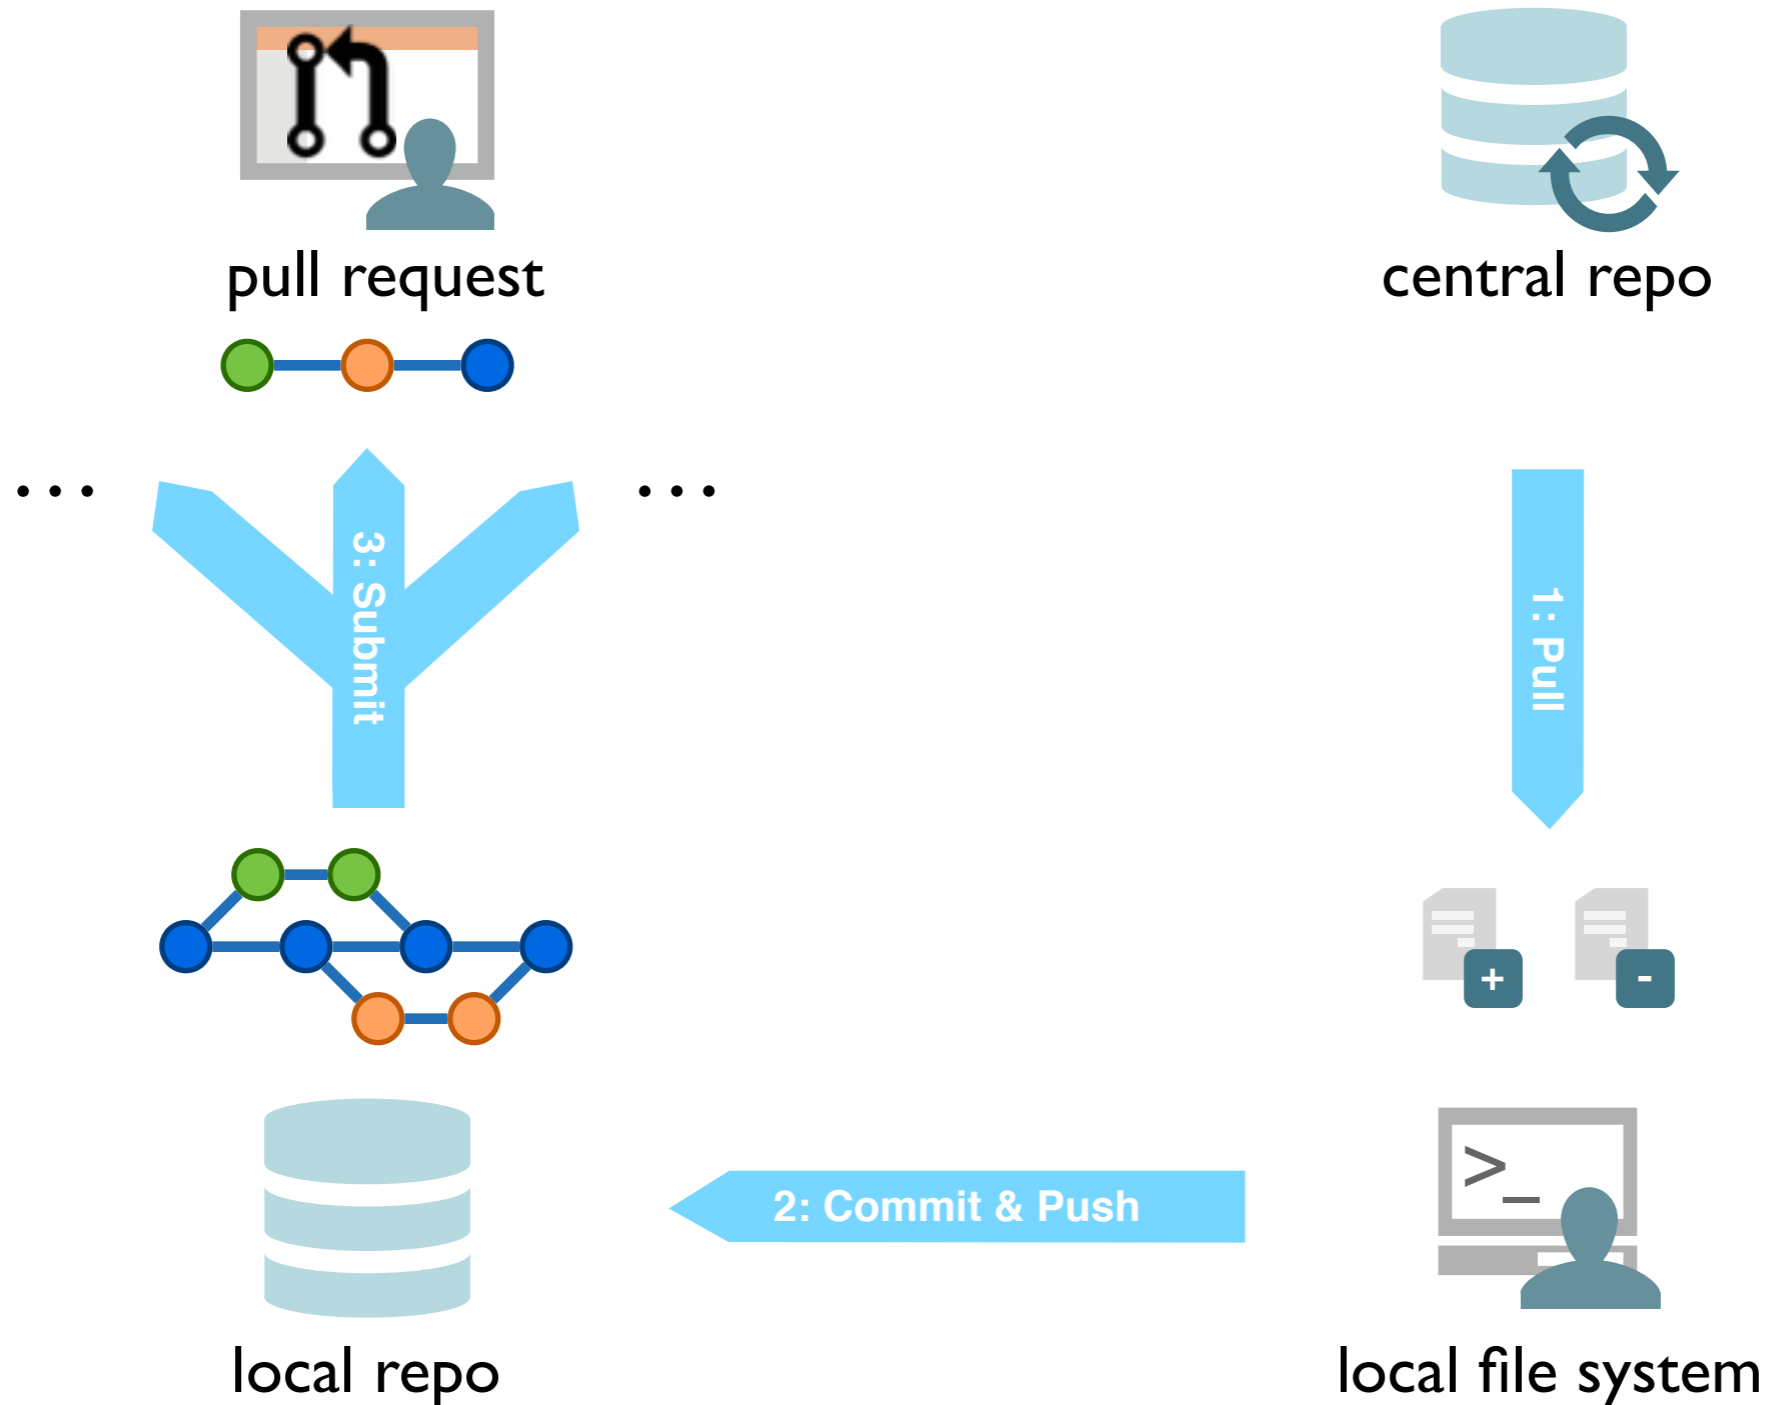 pull request
central repo
... ...
3: Submit
1: Pull
+ -
>_
2: Commit & Push
local repo
local file system